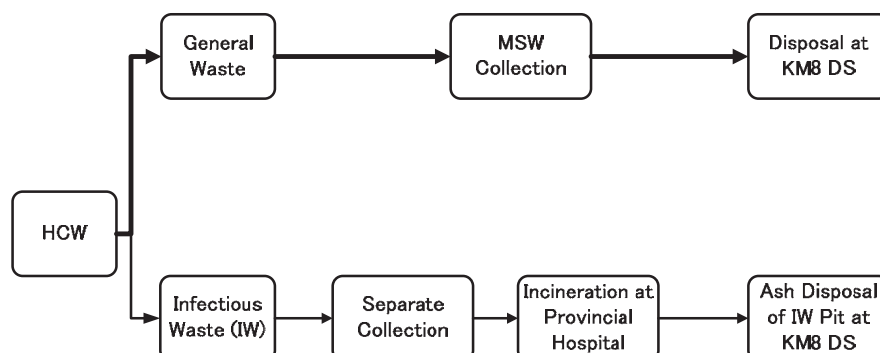 General
Waste
MSW
Collection
Disposal at
KM8 DS
HCW
Infectious
Waste (IW)
Separate
Collection
Incineration at
Provincial
Hospital
Ash Disposal
of IW Pit at
KM8 DS